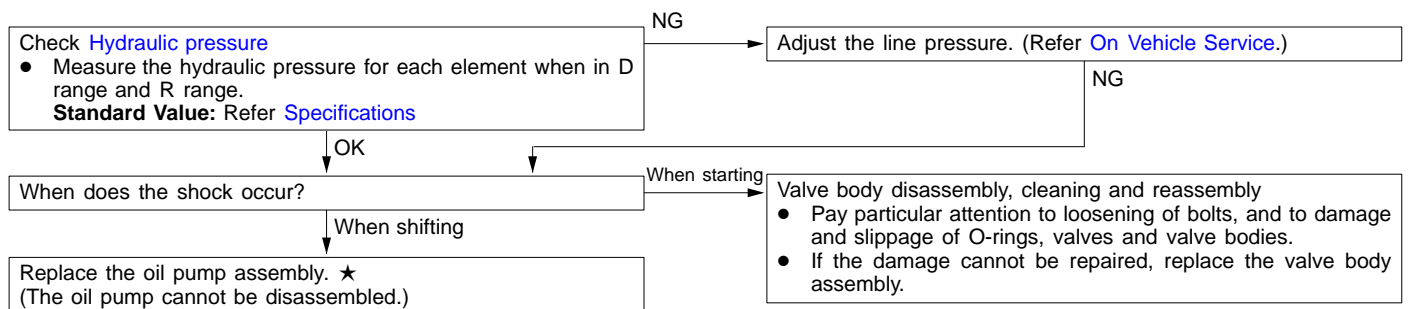 Check Hydraulic pressure
● Measure the hydraulic pressure for each element when in D
range and R range.
Standard Value: Refer Specifications
NG
Adjust the line pressure. (Refer On Vehicle Service.)
NG
OK
When does the shock occur?
When starting
Valve body disassembly, cleaning and reassembly
● Pay particular attention to loosening of bolts, and to damage
and slippage of O-rings, valves and valve bodies.
● If the damage cannot be repaired, replace the valve body
assembly.
When shifting
Replace the oil pump assembly. ★
(The oil pump cannot be disassembled.)